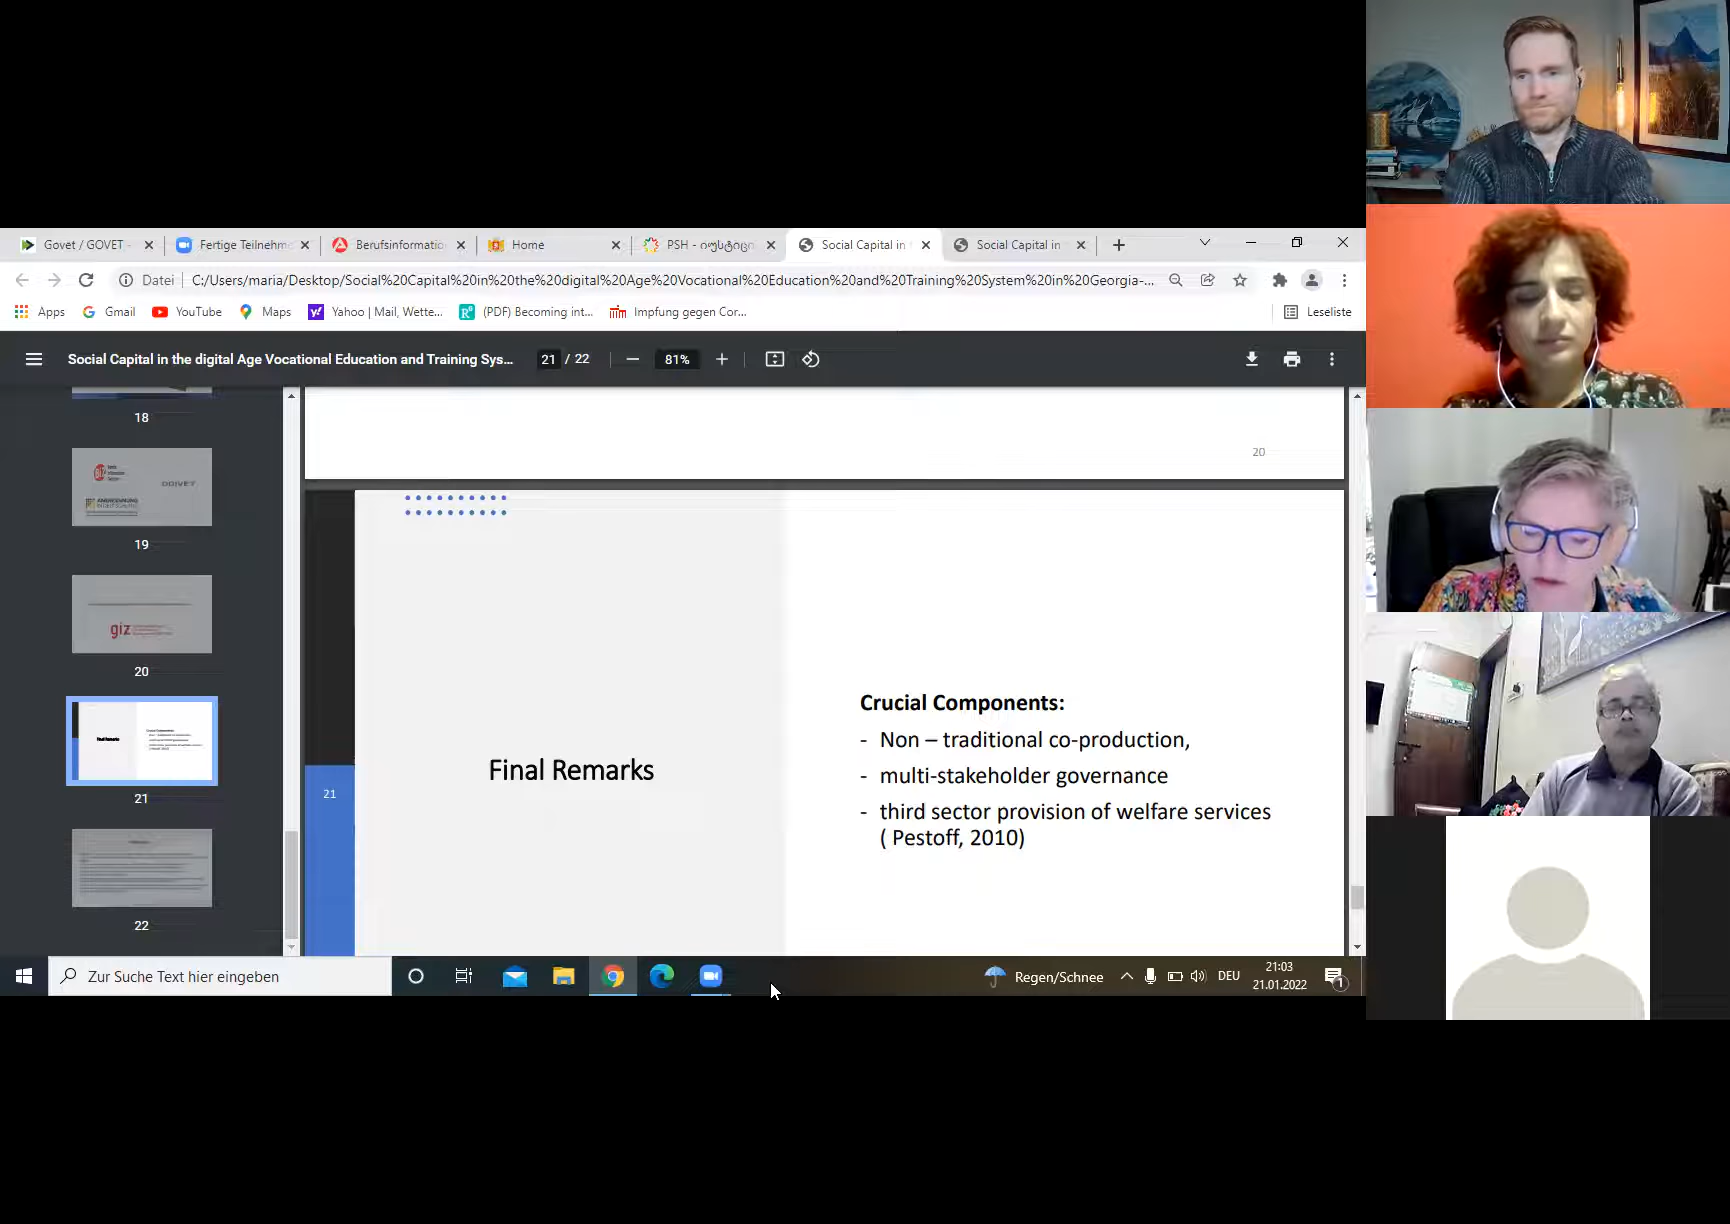 Govet / GOVET -
Fertige Teilnehm
Berufsinformatio
Home
PSH - იუსტიცი
Social Capital in
Social Capital in
Datei
C:/Users/maria/Desktop/Social%20Capital%20in%20the%20digital%20Age%20Vocational%20Education%20and%20Training%20System%20in%20Georgia-...
Apps
Gmail
YouTube
Maps
Yahoo | Mail, Wette...
(PDF) Becoming int...
Impfung gegen Cor...
Leseliste
Social Capital in the digital Age Vocational Education and Training Sys...
21 / 22
81%
18
19
giz
20
Final Remarks
21
22
20
21
Final Remarks
Crucial Components:
- Non – traditional co-production,
- multi-stakeholder governance
- third sector provision of welfare services
( Pestoff, 2010)
Zur Suche Text hier eingeben
Regen/Schnee
DEU
21:03
21.01.2022
1